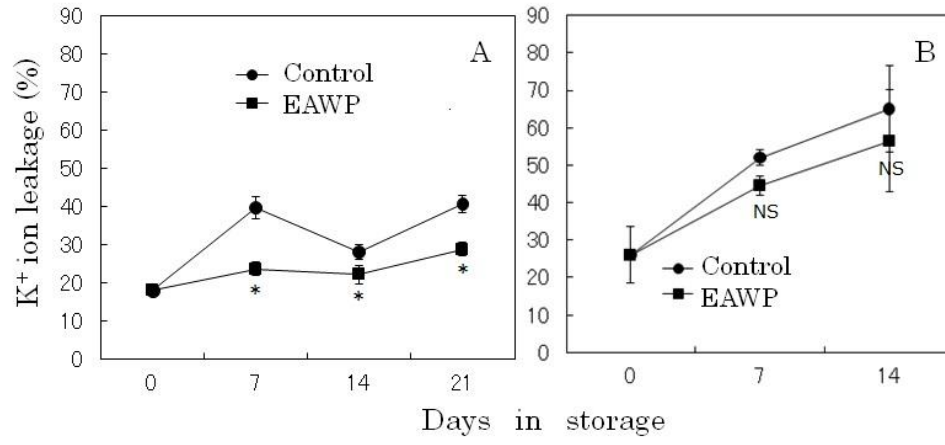 K⁺ ion leakage (%)
90
80
70
60
50
40
30
20
10
0
A
Control
EAWP
*
*
*
0 7 14 21
90
80
70
60
50
40
30
20
10
0
B
NS
NS
Control
EAWP
0 7 14
Days in storage